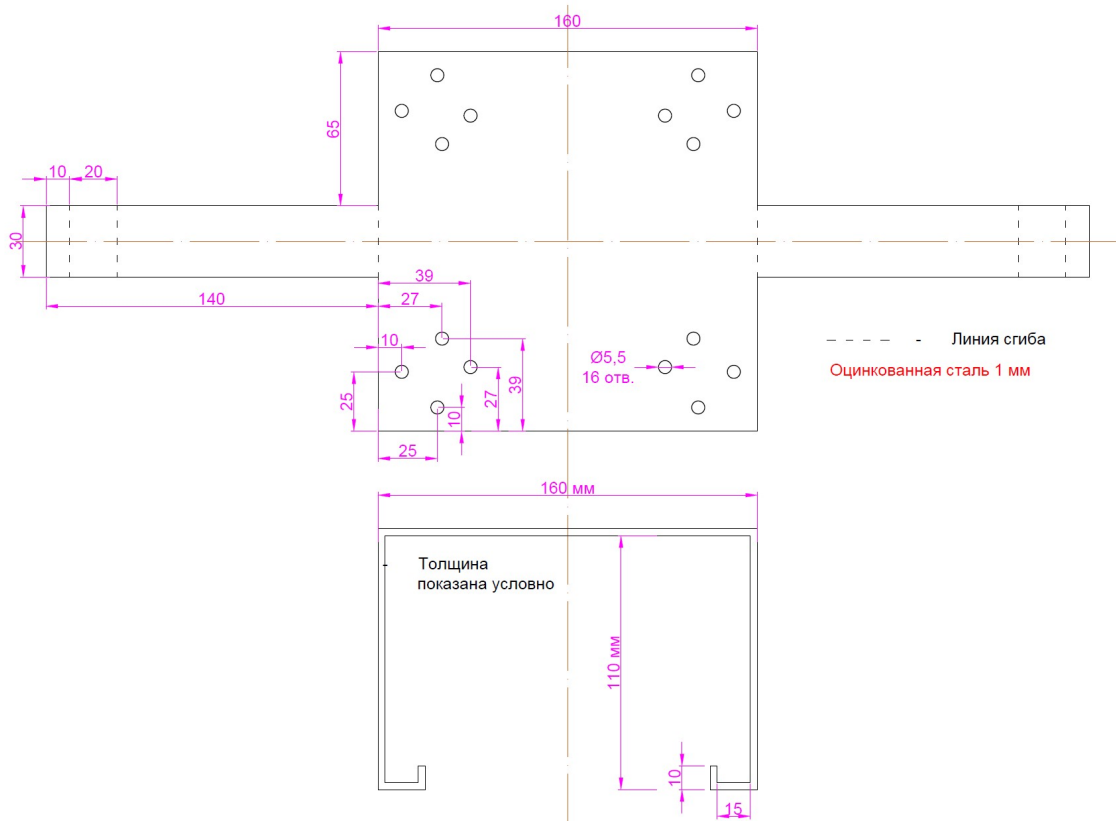 160
65
10
20
30
140
39
27
10
25
39
27
10
25
Ø5,5
16 отв.
- Линия сгиба
Оцинкованная сталь 1 мм
160 мм
- Толщина
показана условно
110 мм
10
15